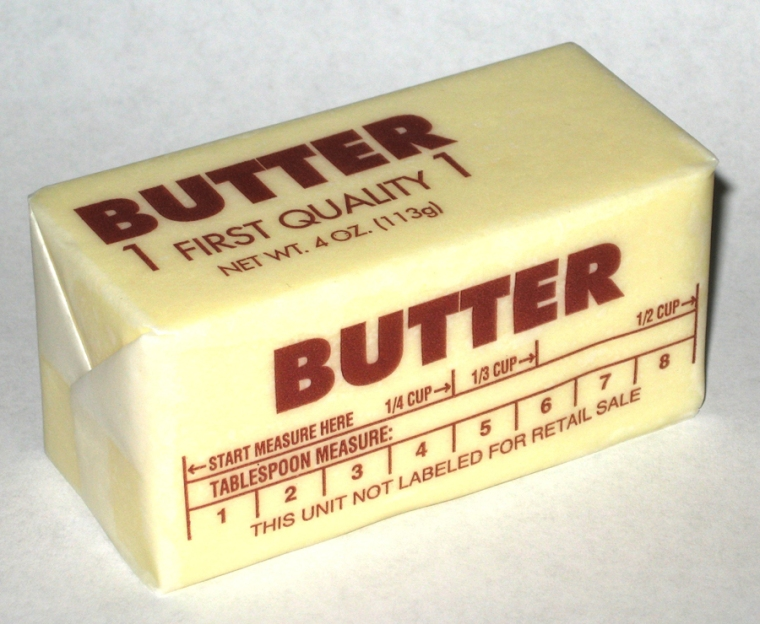 BUTTER
1 FIRST QUALITY 1
NET WT. 4 OZ. (113g)
BUTTER
←START MEASURE HERE 1/4 CUP→ 1/3 CUP→ 1/2 CUP→
TABLESPOON MEASURE:
1 2 3 4 5 6 7 8
THIS UNIT NOT LABELED FOR RETAIL SALE